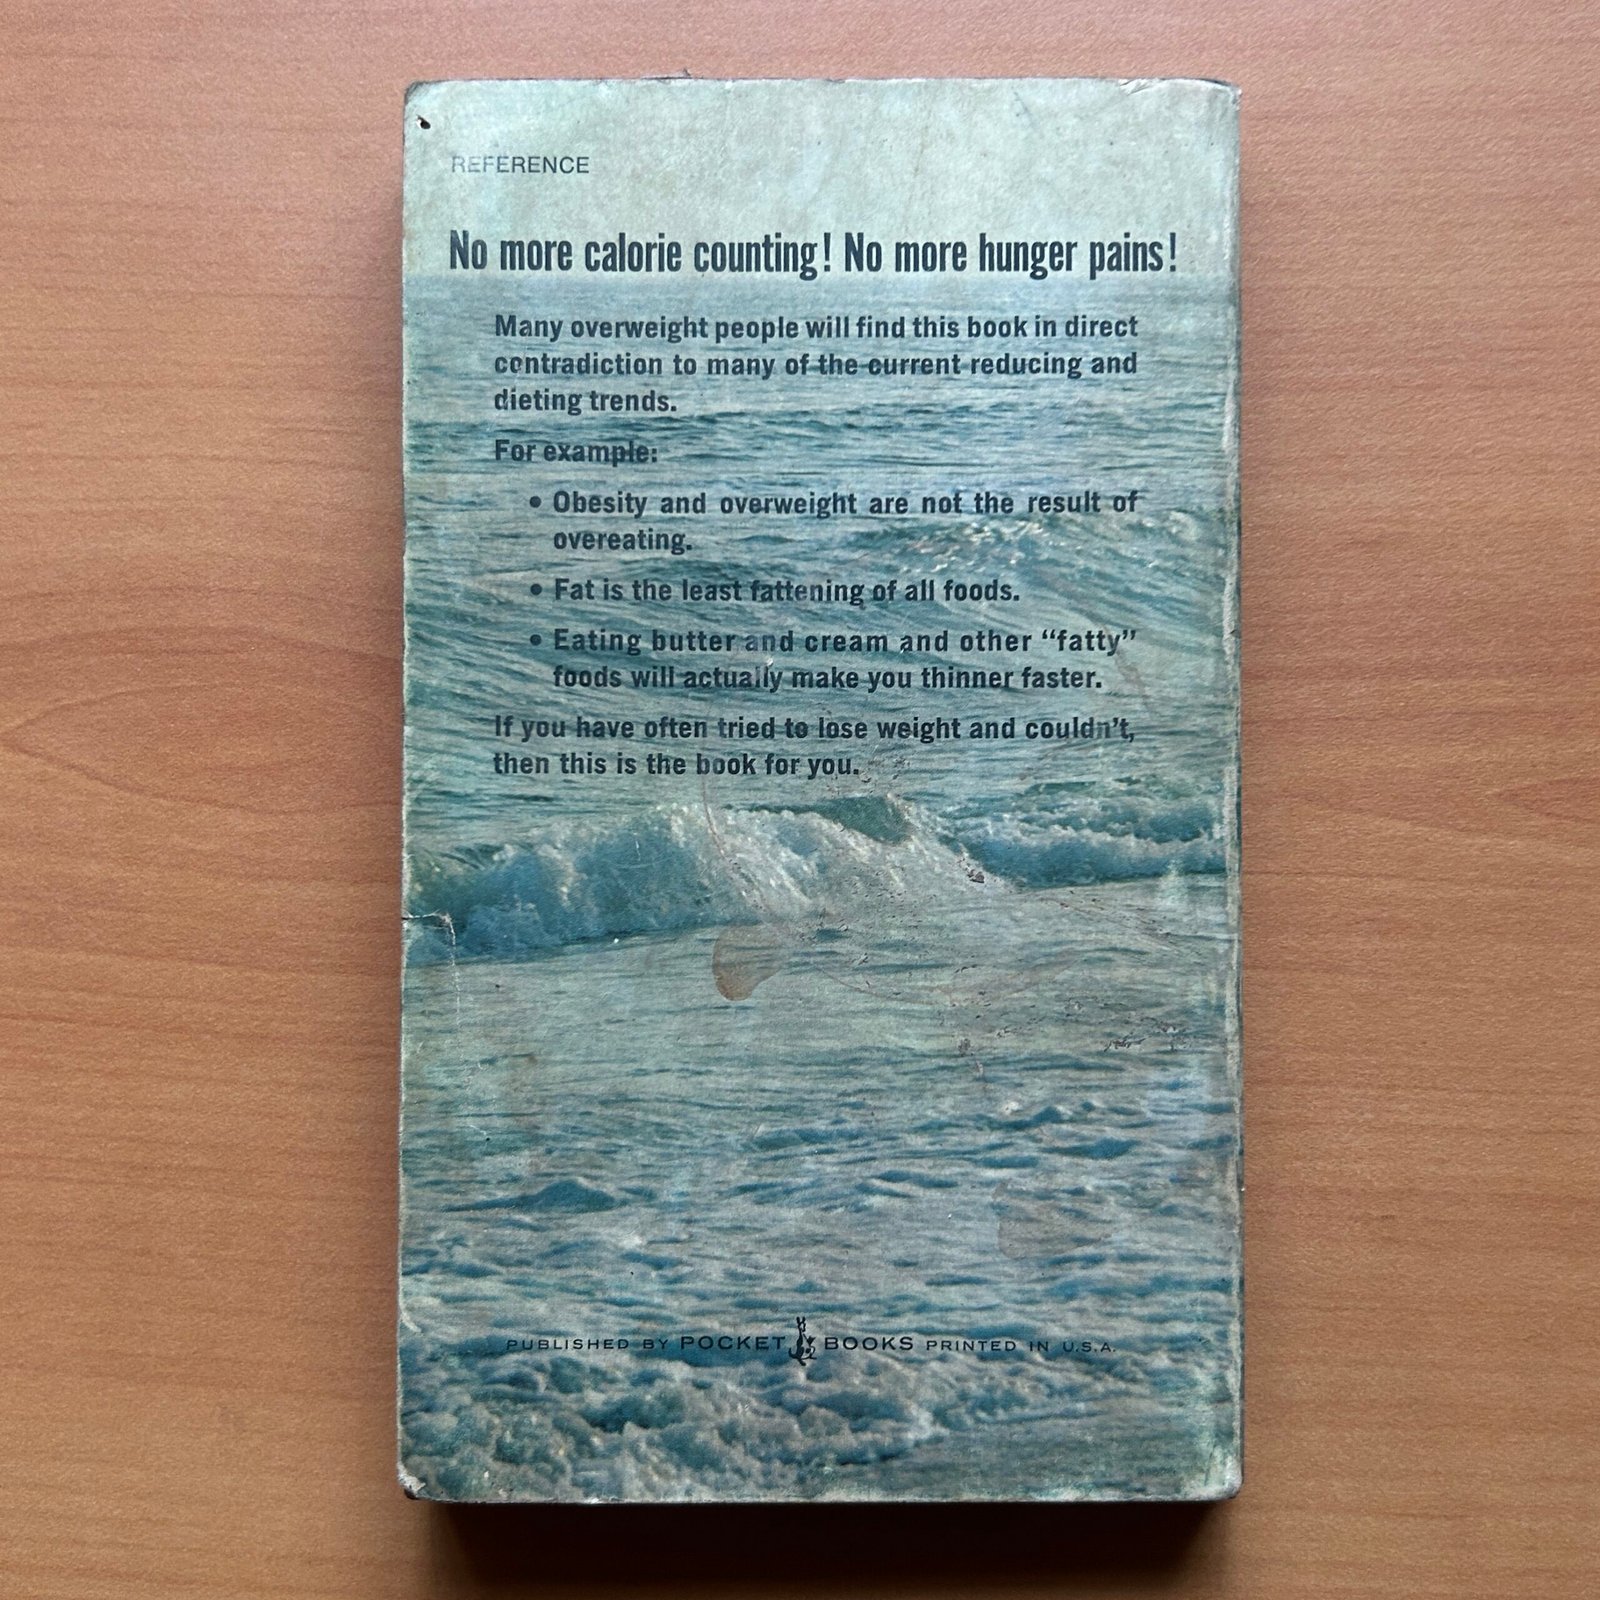 REFERENCE
No more calorie counting! No more hunger pains!
Many overweight people will find this book in direct
contradiction to many of the current reducing and
dieting trends.
For example:
• Obesity and overweight are not the result of
overeating.
• Fat is the least fattening of all foods.
• Eating butter and cream and other “fatty”
foods will actually make you thinner faster.
If you have often tried to lose weight and couldn’t,
then this is the book for you.
PUBLISHED BY POCKET BOOKS PRINTED IN U.S.A.